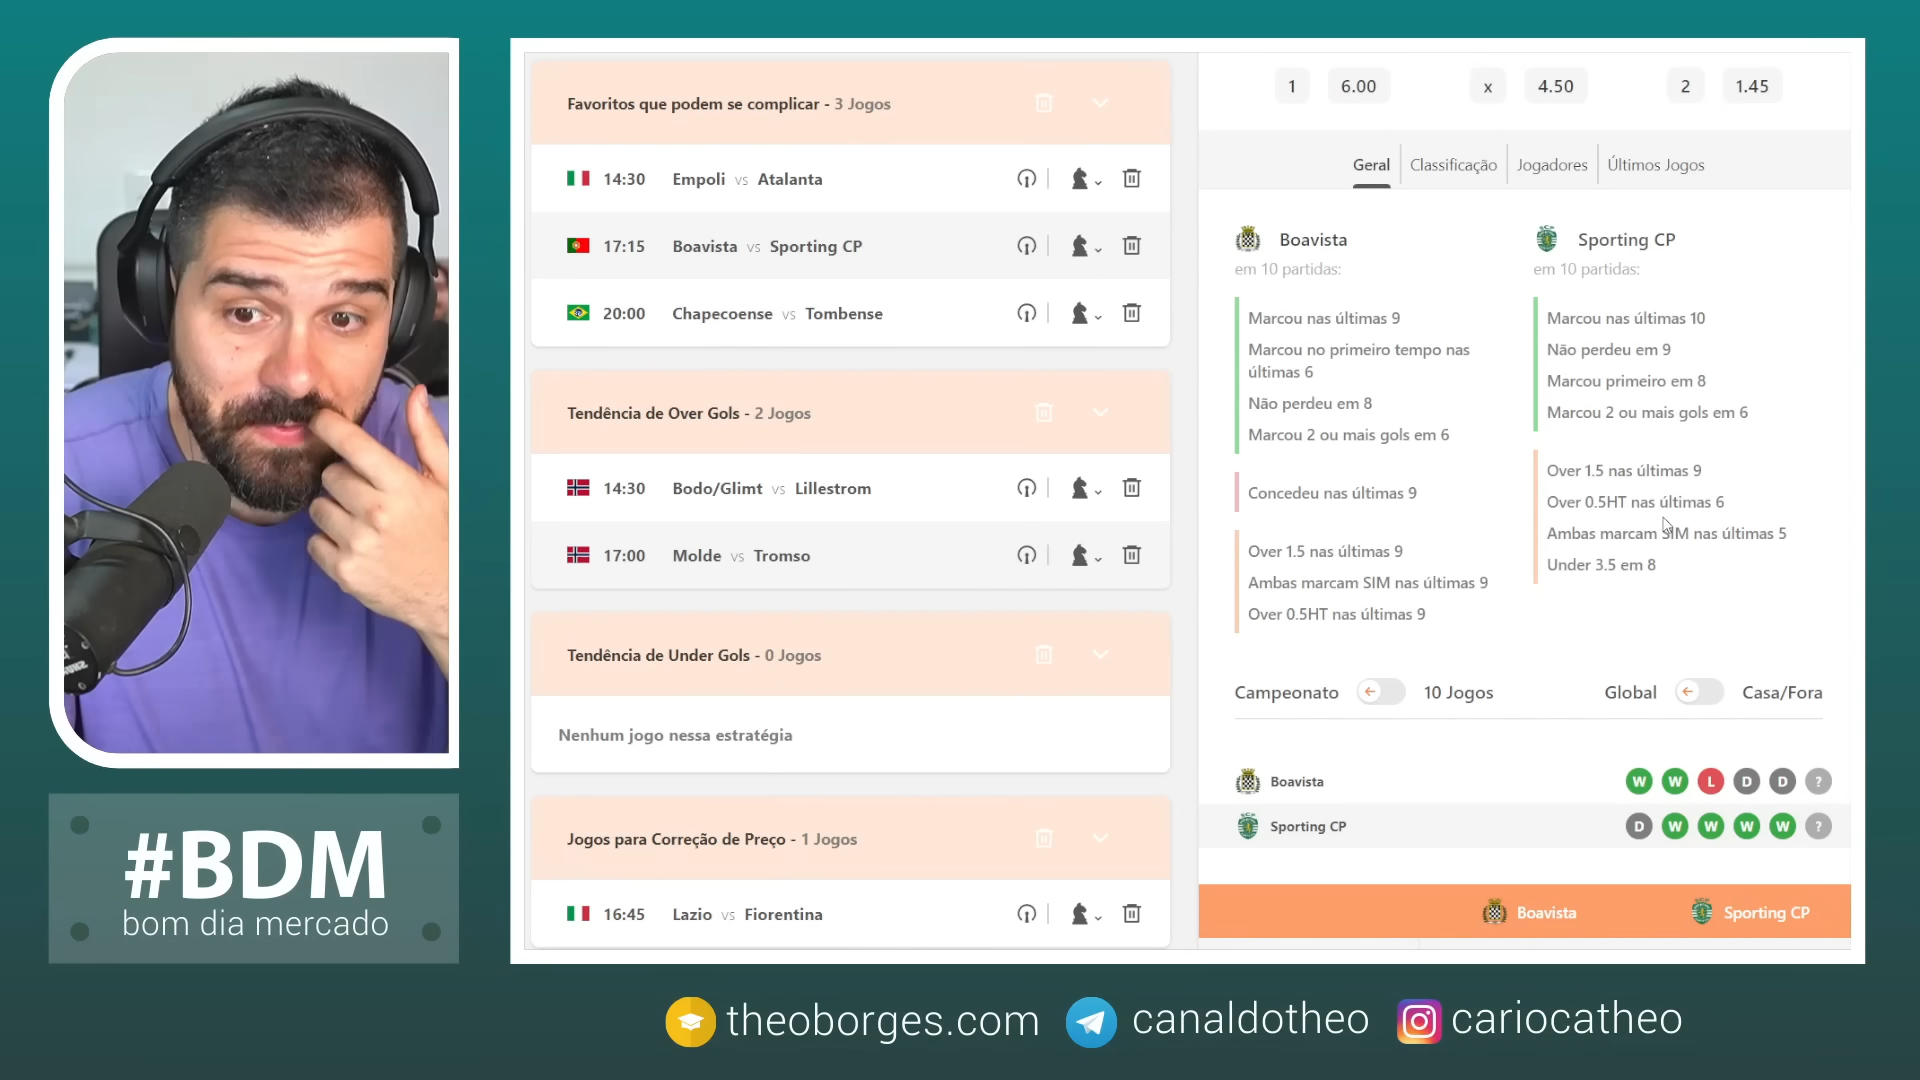 Favoritos que podem se complicar - 3 Jogos
14:30 Empoli vs Atalanta
17:15 Boavista vs Sporting CP
20:00 Chapecoense vs Tombense
Tendência de Over Gols - 2 Jogos
14:30 Bodo/Glimt vs Lillestrom
17:00 Molde vs Tromso
Tendência de Under Gols - 0 Jogos
Nenhum jogo nessa estratégia
Jogos para Correção de Preço - 1 Jogos
16:45 Lazio vs Fiorentina
1 6.00 x 4.50 2 1.45
Geral Classificação Jogadores Últimos Jogos
Boavista
em 10 partidas:
Marcou nas últimas 9
Marcou no primeiro tempo nas
últimas 6
Não perdeu em 8
Marcou 2 ou mais gols em 6
Concedeu nas últimas 9
Over 1.5 nas últimas 9
Ambas marcam SIM nas últimas 9
Over 0.5HT nas últimas 9
Sporting CP
em 10 partidas:
Marcou nas últimas 10
Não perdeu em 9
Marcou primeiro em 8
Marcou 2 ou mais gols em 6
Over 1.5 nas últimas 9
Over 0.5HT nas últimas 6
Ambas marcam SIM nas últimas 5
Under 3.5 em 8
Campeonato 10 Jogos Global Casa/Fora
Boavista W W L D D ?
Sporting CP D W W W W ?
Boavista Sporting CP
#BDM
bom dia mercado
theoborges.com canaldotheo cariocatheo